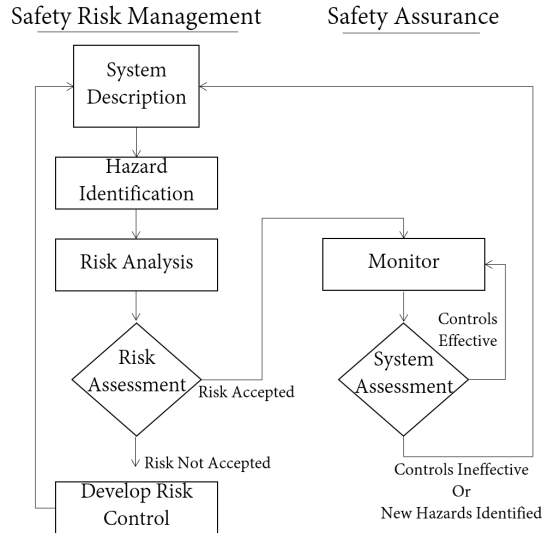 Safety Risk Management
Safety Assurance
System
Description
Hazard
Identification
Risk Analysis
Risk
Assessment
Risk Accepted
Risk Not Accepted
Develop Risk
Control
Monitor
Controls
Effective
System
Assessment
Controls Ineffective
Or
New Hazards Identified